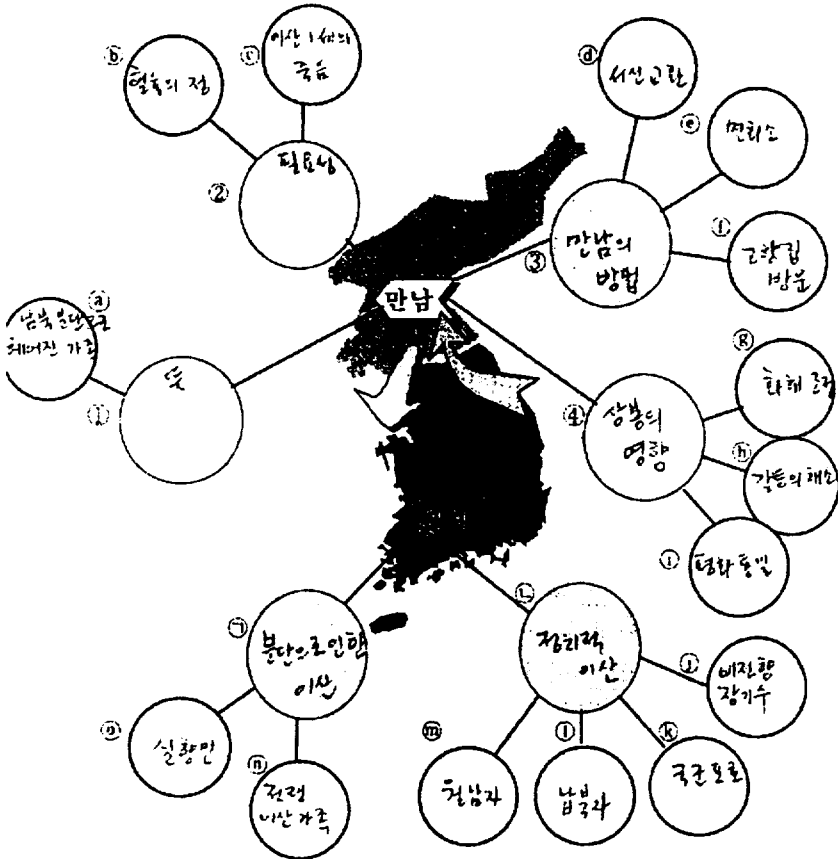 ⓑ
혈육의 정
ⓒ
이산 1세의
죽음
②
필요성
ⓓ
서신교환
ⓔ
면회소
③
만남의
방법
ⓕ
고향집
방문
만남
ⓐ
남북분단으로
헤어진 가족
①
뜻
④
상봉의
영향
ⓖ
화해 조성
ⓗ
갈등의 해소
ⓘ
평화통일
㉠
분단으로 인한
이산
ⓞ
실향민
ⓝ
전쟁
이산가족
㉡
정치적
이산
ⓙ
비전향
장기수
ⓚ
국군포로
ⓛ
납북자
ⓜ
월남자